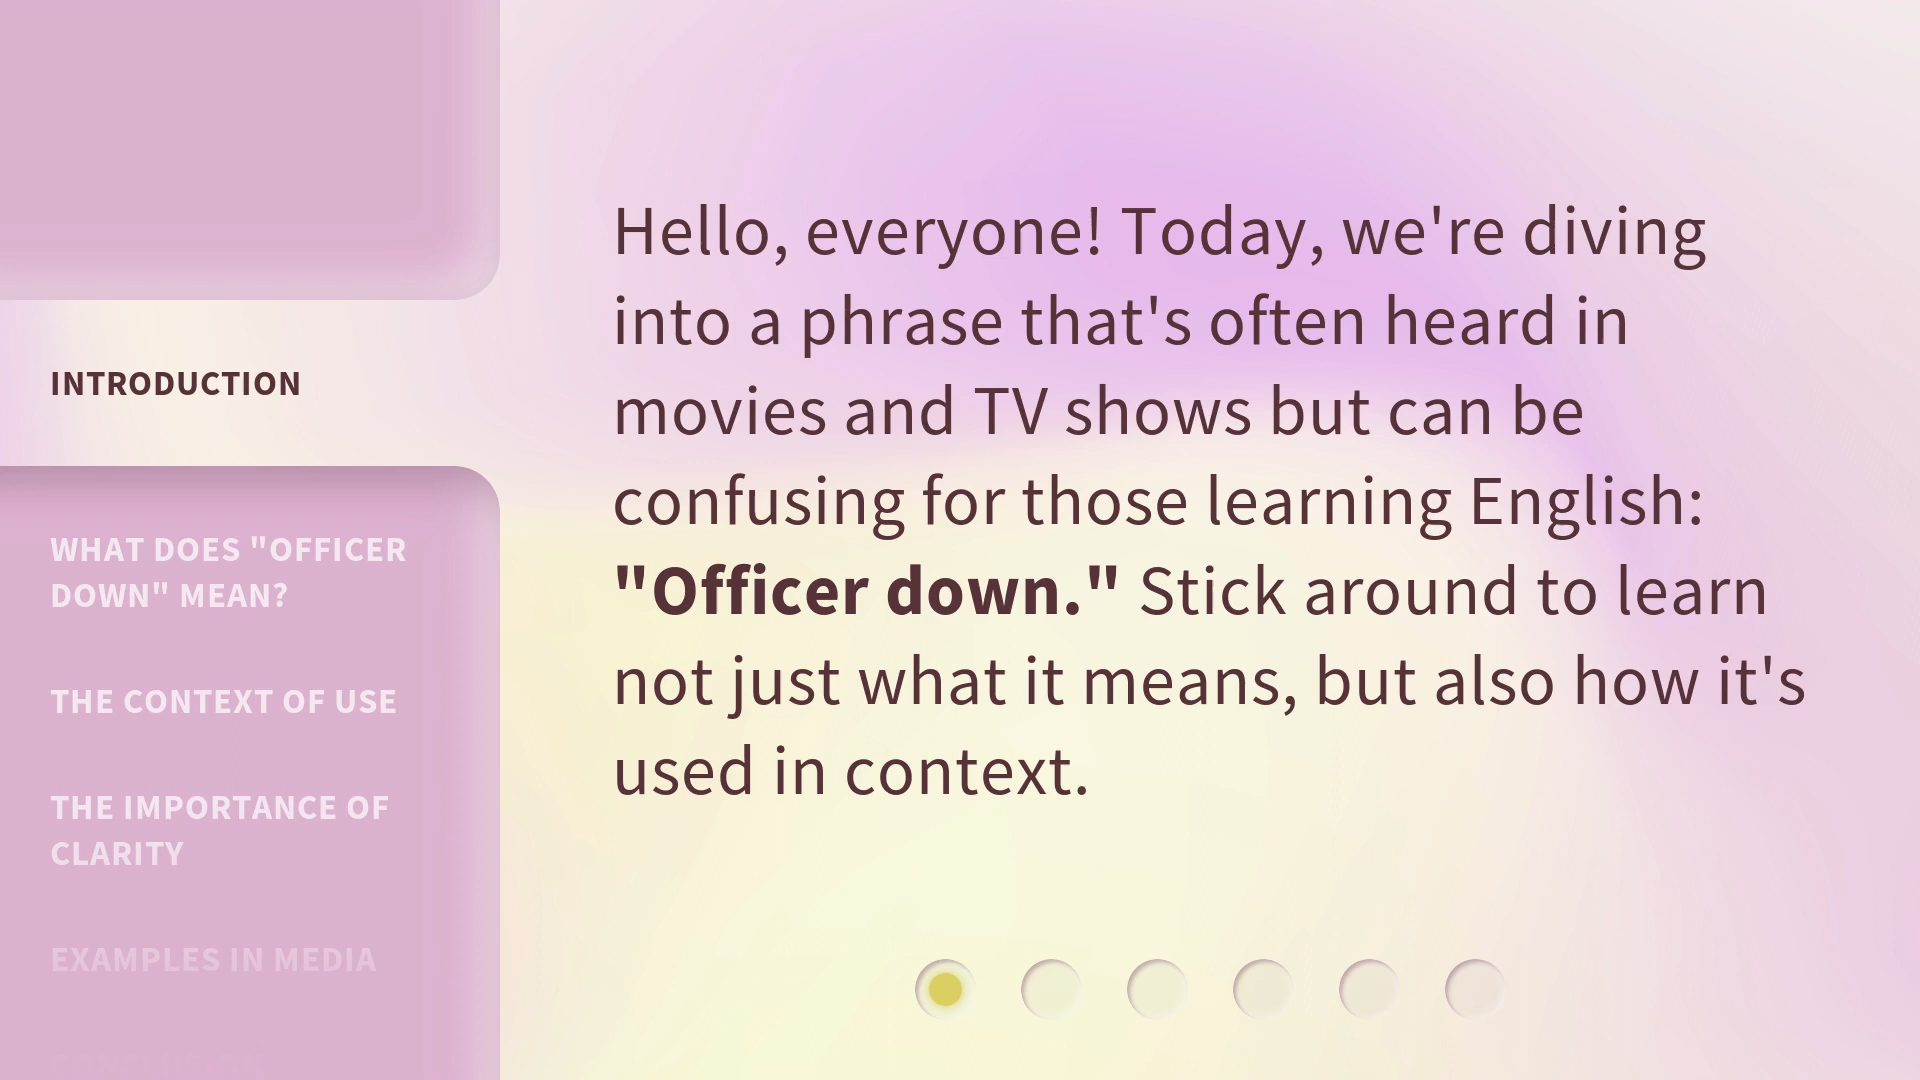 INTRODUCTION
WHAT DOES "OFFICER
DOWN" MEAN?
THE CONTEXT OF USE
THE IMPORTANCE OF
CLARITY
EXAMPLES IN MEDIA
CONCLUSION
Hello, everyone! Today, we're diving
into a phrase that's often heard in
movies and TV shows but can be
confusing for those learning English:
"Officer down." Stick around to learn
not just what it means, but also how it's
used in context.